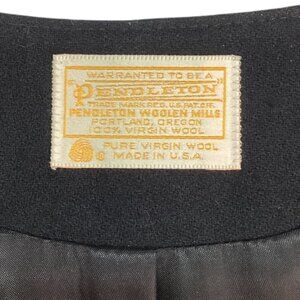 WARRANTED TO BE A
"PENDLETON"
TRADE MARK REG. U.S. PAT. OFF.
PENDLETON WOOLEN MILLS
PORTLAND, OREGON
100% VIRGIN WOOL
PURE VIRGIN WOOL
MADE IN U.S.A.